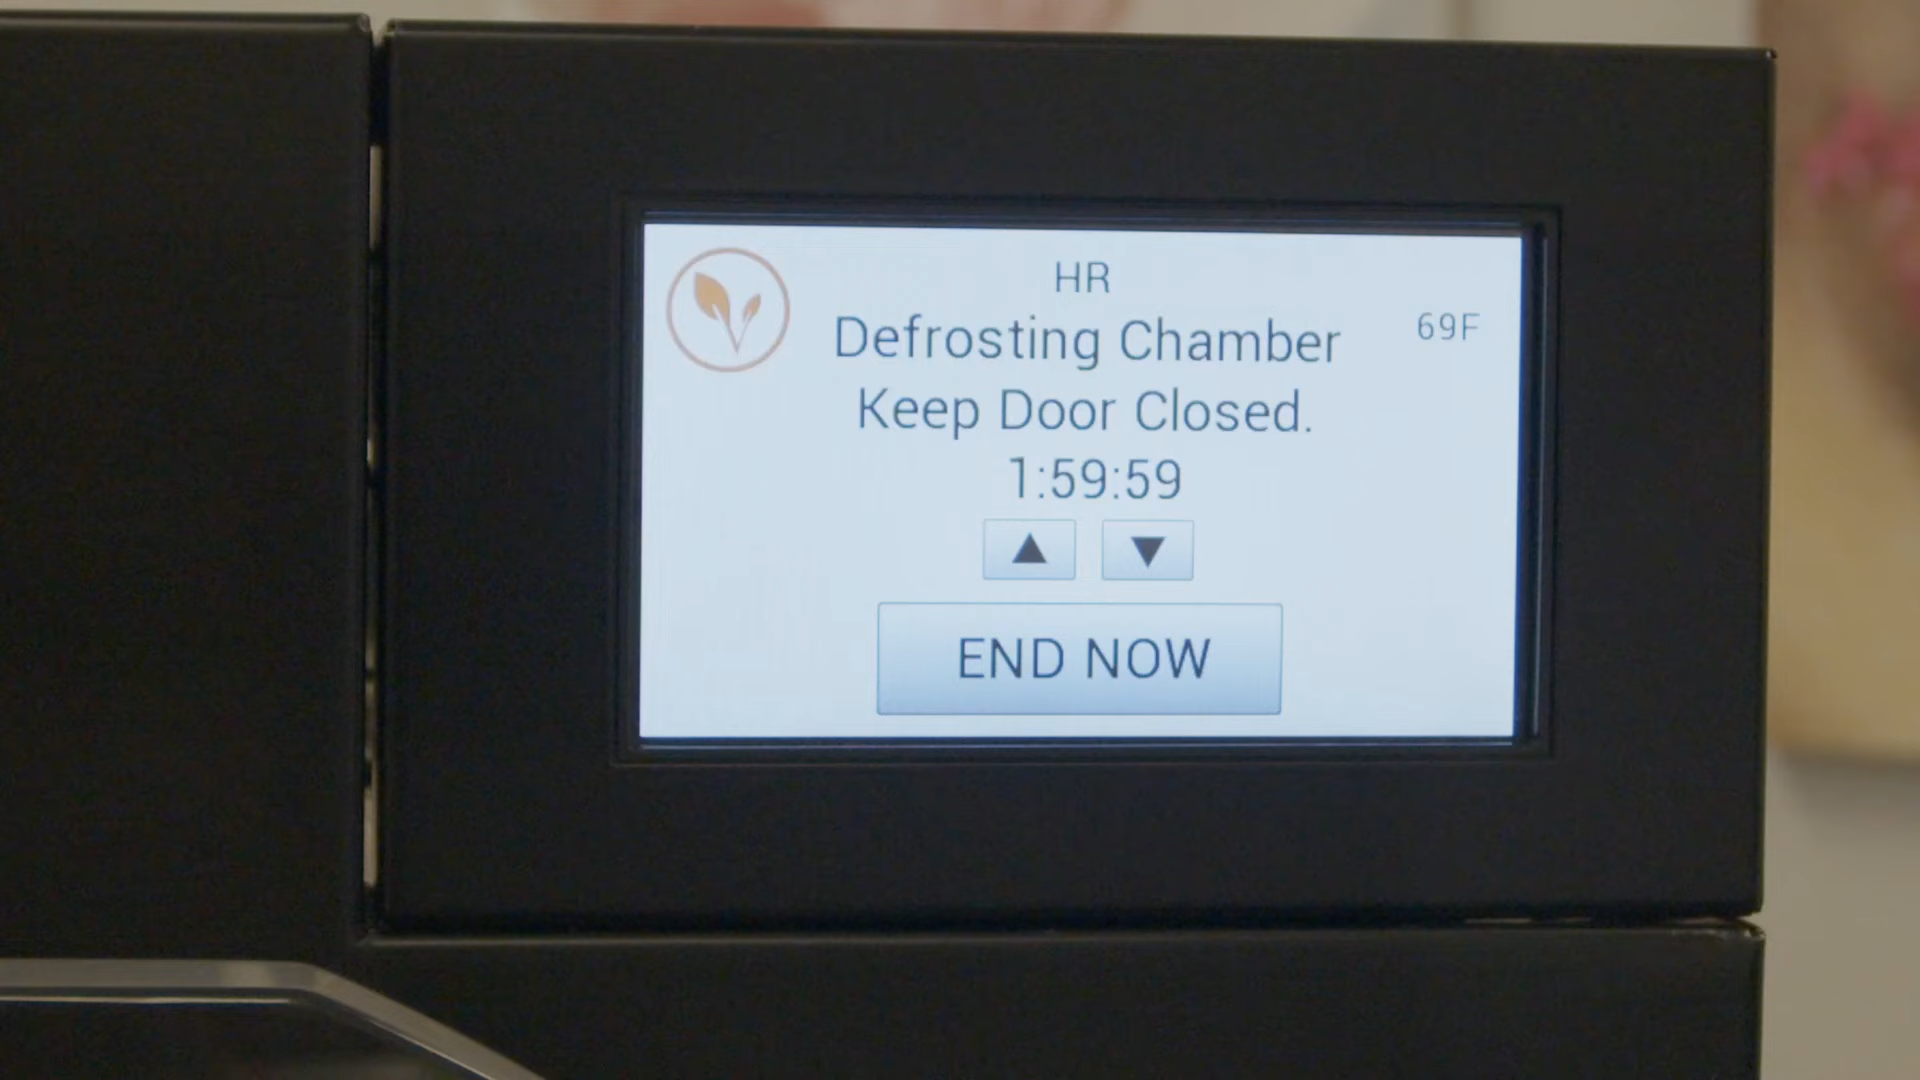 HR
Defrosting Chamber
69F
Keep Door Closed.
1:59:59
END NOW